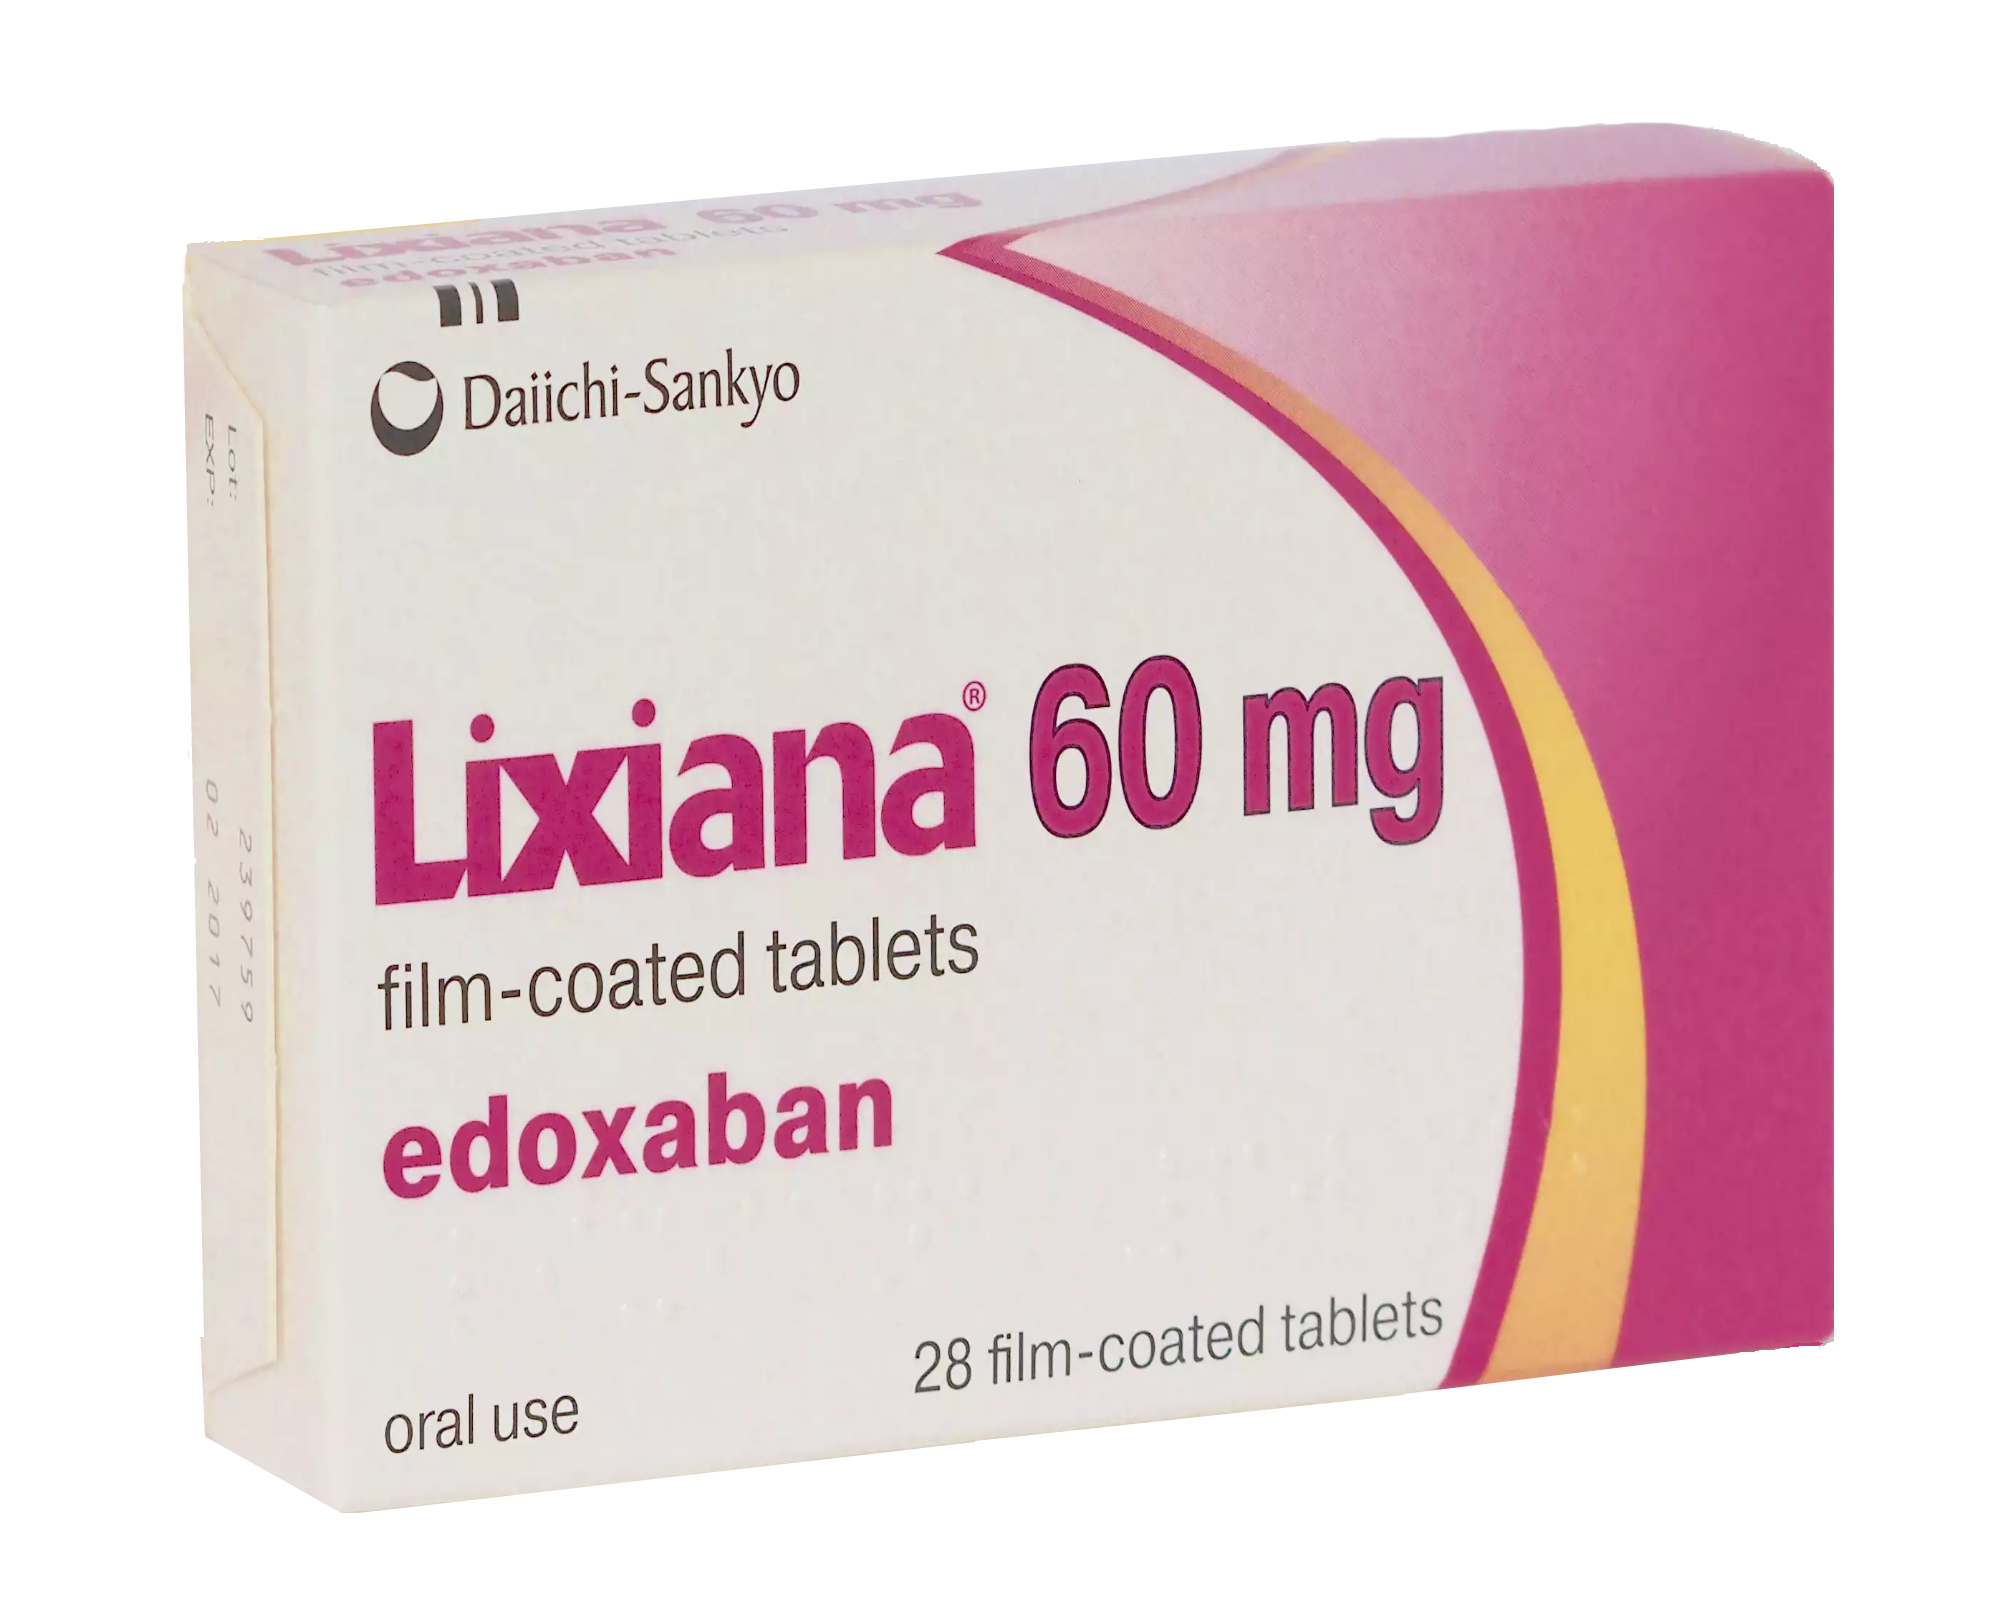 Lixiana 60 mg
film-coated tablets
edoxaban
Daiichi-Sankyo
Lixiana® 60 mg
film-coated tablets
edoxaban
28 film-coated tablets
oral use
Lot: 239759
EXP: 02 2017